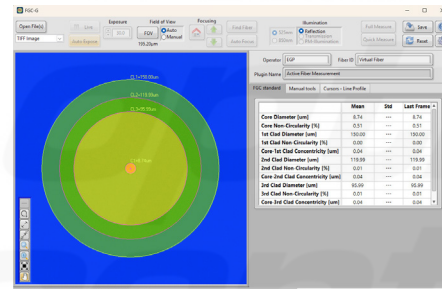 FGC-G
Open File(s)
TIFF Image
Live
Auto Expose
Exposure
Field of View
FOV
Auto
Manual
155.20µm
Focusing
Find Fiber
Auto Focus
Illumination
Reflection
Transmission
Full Measure
Quick Measure
Save
Reset
Operator
EGP
Fiber ID
Virtual Fiber
Plugin Name
Active Fiber Measurement
FGC standard
Manual tools
Cursors - Line Profile
Mean Std Last Frame
Core Diameter [um] 8.74 --- 8.74
Core Non-Circularity [%] 0.51 --- 0.51
1st Clad Diameter [um] 150.00 --- 150.00
1st Clad Non-Circularity [%] 0.00 --- 0.00
Core-1st Clad Concentricity [um] 0.04 --- 0.04
2nd Clad Diameter [um] 119.99 --- 119.99
2nd Clad Non-Circularity [%] 0.01 --- 0.01
Core-2nd Clad Concentricity [um] 0.04 --- 0.04
3rd Clad Diameter [um] 95.99 --- 95.99
3rd Clad Non-Circularity [%] 0.01 --- 0.01
Core-3rd Clad Concentricity [um] 0.04 --- 0.04